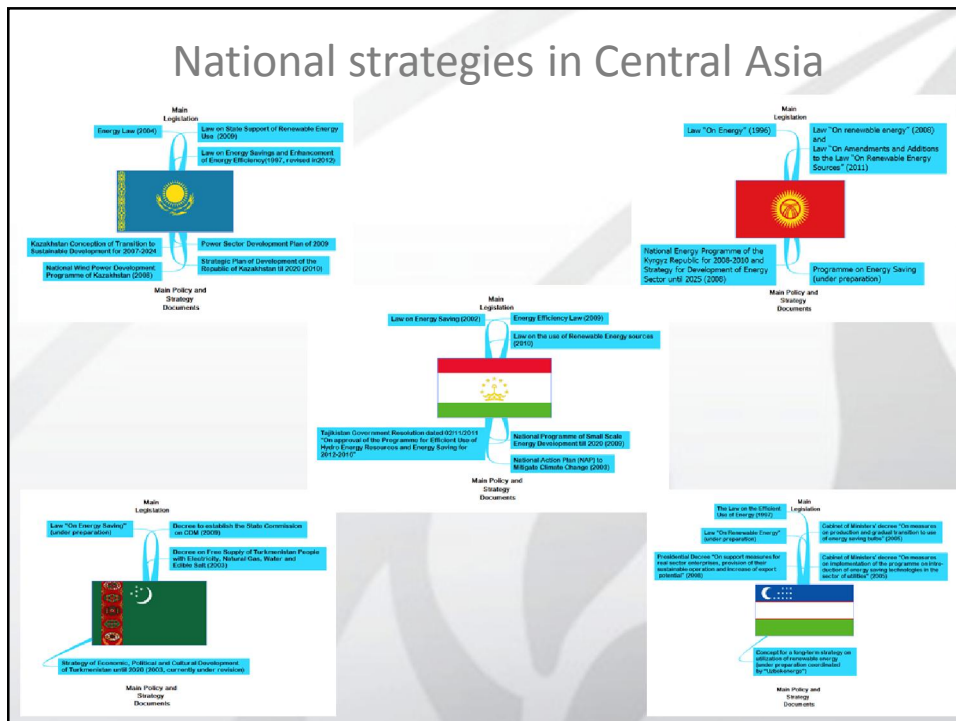 National strategies in Central Asia
Main
Legislation
Energy Law (2004)
Law on State Support of Renewable Energy
Use (2009)
Law on Energy Savings and Enhancement
of Energy Efficiency(1997, revised in2012)
Kazakhstan Conception of Transition to
Sustainable Development for 2007-2024
Power Sector Development Plan of 2009
National Wind Power Development
Programme of Kazakhstan (2008)
Strategic Plan of Development of the
Republic of Kazakhstan til 2020 (2010)
Main Policy and
Strategy
Documents
Main
Legislation
Law "On Energy" (1996)
Law "On renewable energy" (2008)
and
Law "On Amendments and Additions
to the Law "On Renewable Energy
Sources" (2011)
National Energy Programme of the
Kyrgyz Republic for 2008-2010 and
Strategy for Development of Energy
Sector until 2025 (2008)
Programme on Energy Saving
(under preparation)
Main Policy and
Strategy
Documents
Main
Legislation
Law on Energy Saving (2002)
Energy Efficiency Law (2009)
Law on the use of Renewable Energy sources
(2010)
Tajikistan Government Resolution dated 02/11/2011
"On approval of the Programme for Efficient Use of
Hydro Energy Resources and Energy Saving for
National Programme of Small Scale
Energy Development till 2020 (2009)
National Action Plan (NAP) to
Mitigate Climate Change (2003)
Main Policy and
Strategy
Documents
Main
Legislation
Law "On Energy Saving"
(under preparation)
Decree to establish the State Commission
on CDM (2009)
Decree on Free Supply of Turkmenistan People
with Electricity, Natural Gas, Water and
Edible Salt (2003)
Strategy of Economic, Political and Cultural Development
of Turkmenistan until 2020 (2003, currently under revision)
Main Policy and
Strategy
Documents
Main
Legislation
The Law on the Efficient
Use of Energy (1997)
Cabinet of Ministers' decree "On measures
on production and gradual transition to use
of energy saving bulbs"
Law "On Renewable Energy"
(under preparation)
Presidential Decree "On support measures for
real sector enterprises, provision of their
sustainable operation and increase of export
potential" (2008)
Cabinet of Ministers' decree "On measures
on implementation of the programme on intro-
duction of energy saving technologies in the
sector of utilities"
Concept for a long-term strategy on
utilization of renewable energy
(under preparation coordinated
by "Uzbekenergo")
Main Policy and
Strategy
Documents